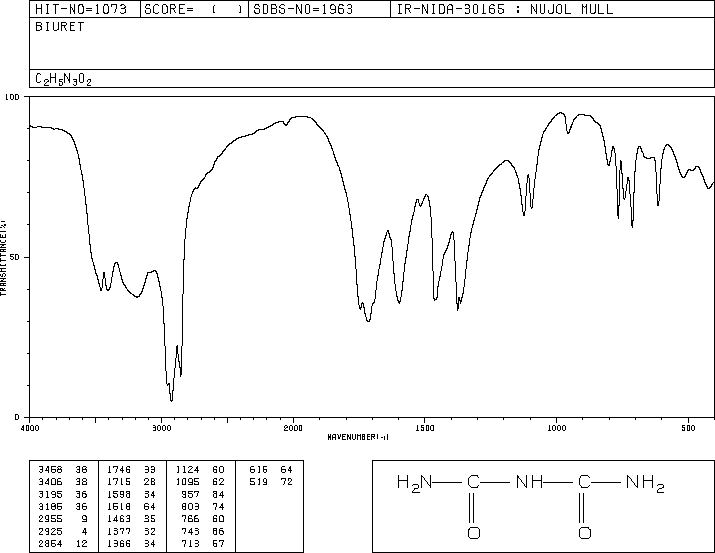 HIT-NO=1073 SCORE= ( ) SDBS-NO=1963 IR-NIDA-30165 : NUJOL MULL
BIURET
C2H5N3O2
100
TRANSMITTANCE(%)
50
0
4000 3000 2000 1500 1000 500
WAVENUMBER(-1)
3458 38 1746 33 1124 60 616 64
3406 38 1715 28 1095 62 519 72
3195 36 1598 34 957 84
3185 36 1518 64 803 74
2955 9 1463 35 766 60
2925 4 1377 32 743 66
2854 12 1366 34 713 57
H2N C NH C NH2
O O